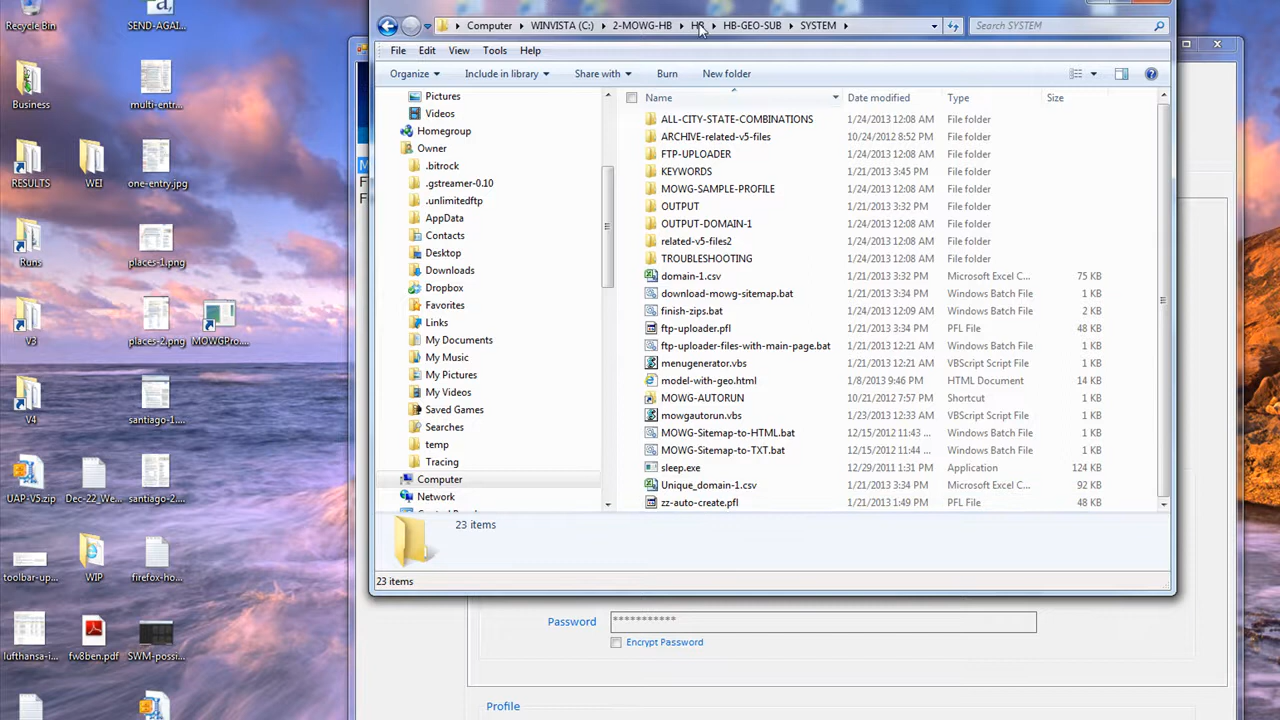 Recycle Bin
SEND-AGAI...
Business
multi-entr...
RESULTS
WEI
one-entry.jpg
Runs
places-1.png
V3
places-2.png
MOWGPro...
V4
santiago-1...
UAP-V5.zip
Dec-22_We...
santiago-2...
toolbar-up...
WIP
firefox-ho...
lufthansa-i...
fw8ben.pdf
SWM-possi...
Computer
WINVISTA (C:)
2-MOWG-HB
HB
HB-GEO-SUB
SYSTEM
Search SYSTEM
File Edit View Tools Help
Organize Include in library Share with Burn New folder
Pictures
Videos
Homegroup
Owner
.bitrock
.gstreamer-0.10
.unlimitedftp
AppData
Contacts
Desktop
Downloads
Dropbox
Favorites
Links
My Documents
My Music
My Pictures
My Videos
Saved Games
Searches
temp
Tracing
Computer
Network
Name Date modified Type Size
ALL-CITY-STATE-COMBINATIONS 1/24/2013 12:08 AM File folder
ARCHIVE-related-v5-files 10/24/2012 8:52 PM File folder
FTP-UPLOADER 1/24/2013 12:08 AM File folder
KEYWORDS 1/21/2013 3:45 PM File folder
MOWG-SAMPLE-PROFILE 1/24/2013 12:08 AM File folder
OUTPUT 1/21/2013 3:32 PM File folder
OUTPUT-DOMAIN-1 1/24/2013 12:08 AM File folder
related-v5-files2 1/24/2013 12:08 AM File folder
TROUBLESHOOTING 1/24/2013 12:08 AM File folder
domain-1.csv 1/21/2013 3:32 PM Microsoft Excel C... 75 KB
download-mowg-sitemap.bat 1/21/2013 3:34 PM Windows Batch File 1 KB
finish-zips.bat 1/24/2013 12:09 AM Windows Batch File 2 KB
ftp-uploader.pfl 1/21/2013 3:34 PM PFL File 48 KB
ftp-uploader-files-with-main-page.bat 1/21/2013 12:21 AM Windows Batch File 1 KB
menugenerator.vbs 1/21/2013 12:21 AM VBScript Script File 1 KB
model-with-geo.html 1/8/2013 9:46 PM HTML Document 14 KB
MOWG-AUTORUN 10/21/2012 7:57 PM Shortcut 1 KB
mowgautorun.vbs 1/23/2013 12:33 AM VBScript Script File 1 KB
MOWG-Sitemap-to-HTML.bat 12/15/2012 11:43 ... Windows Batch File 1 KB
MOWG-Sitemap-to-TXT.bat 12/15/2012 11:44 ... Windows Batch File 1 KB
sleep.exe 12/29/2011 1:31 PM Application 124 KB
Unique_domain-1.csv 1/21/2013 3:34 PM Microsoft Excel C... 92 KB
zz-auto-create.pfl 1/21/2013 1:49 PM PFL File 48 KB
23 items
23 items
Password ***********
Encrypt Password
Profile